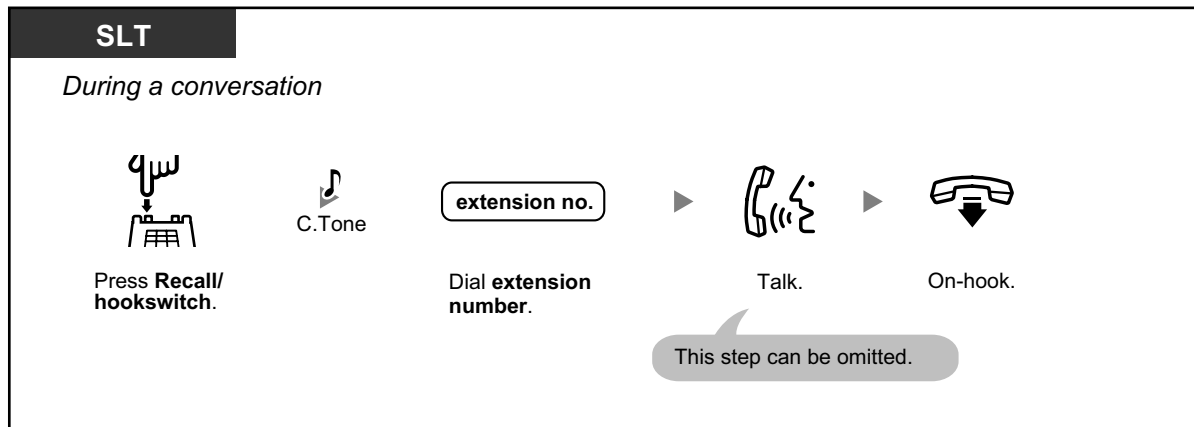 SLT
During a conversation
C.Tone
extension no.
Press Recall/
hookswitch.
Dial extension
number.
Talk.
On-hook.
This step can be omitted.